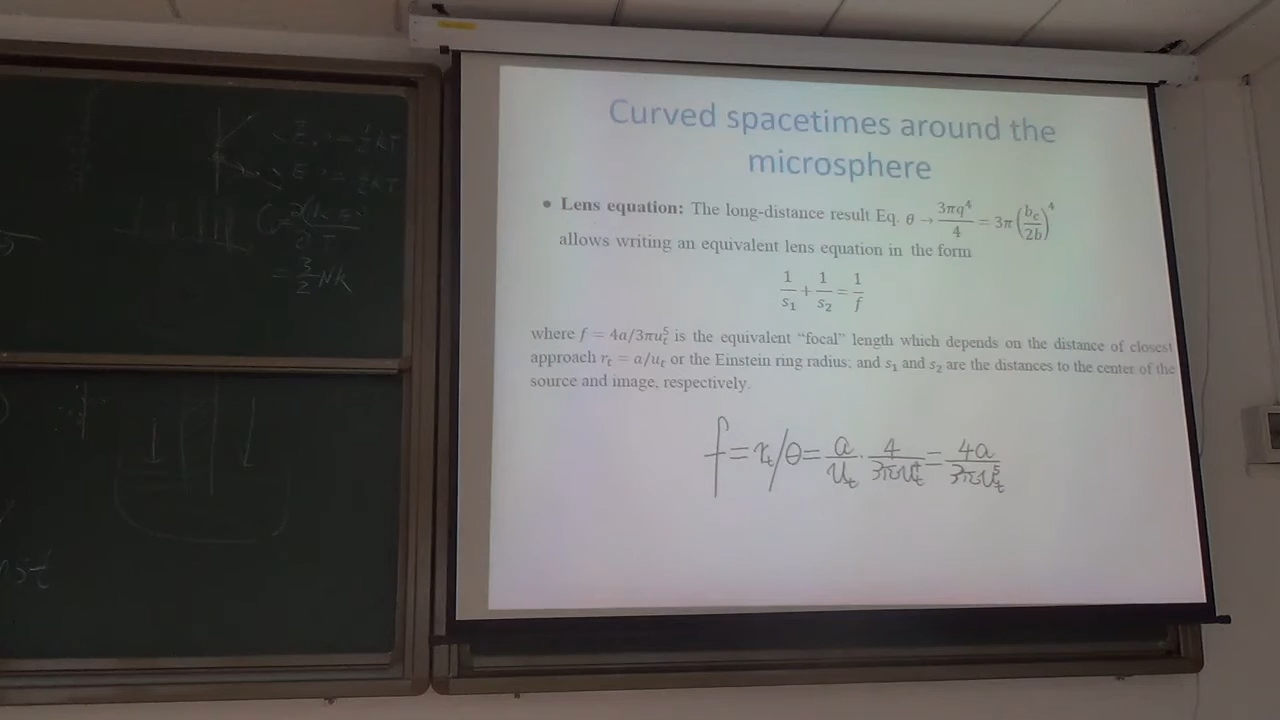 Curved spacetimes around the
microsphere
• Lens equation: The long-distance result Eq. θ → 3πq⁴/4 = 3π (b_c/2b)⁴
allows writing an equivalent lens equation in the form
1/s₁ + 1/s₂ = 1/f
where f = 4a/3πu_t⁵ is the equivalent “focal” length which depends on the distance of closest
approach r_t = a/u_t or the Einstein ring radius; and s₁ and s₂ are the distances to the center of the
source and image, respectively.
f = r_t/θ = a/u_t · 4/3πu_t⁴ = 4a/3πu_t⁵
= 3/2 Nk